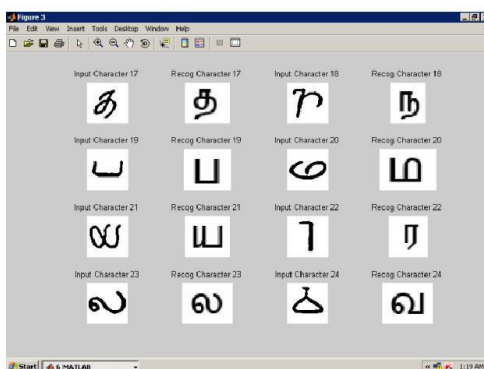 Figure 3
File Edit View Insert Tools Desktop Window Help
Input Character 17 Recog Character 17 Input Character 18 Recog Character 18
த த ந
Input Character 19 Recog Character 19 Input Character 20 Recog Character 20
ப ப ம
Input Character 21 Recog Character 21 Input Character 22 Recog Character 22
ய ய ர
Input Character 23 Recog Character 23 Input Character 24 Recog Character 24
ல ல வ
Start 6 MATLAB 1:19 AM